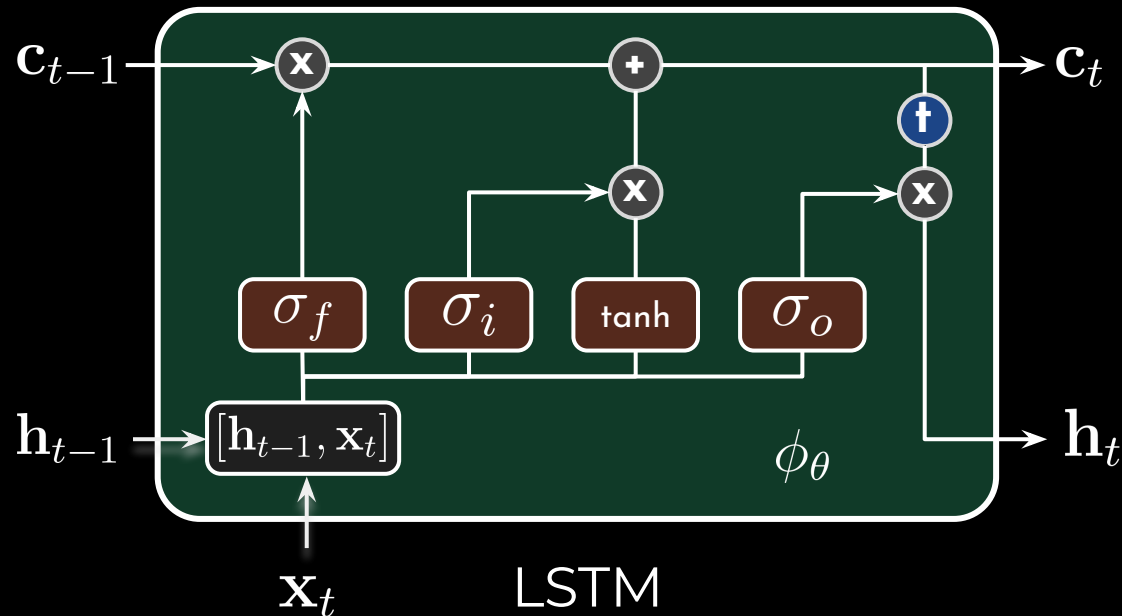 c_{t-1} x + c_t
t
x x
σ_f σ_i tanh σ_o
h_{t-1} [h_{t-1}, x_t] ϕ_θ h_t
x_t LSTM